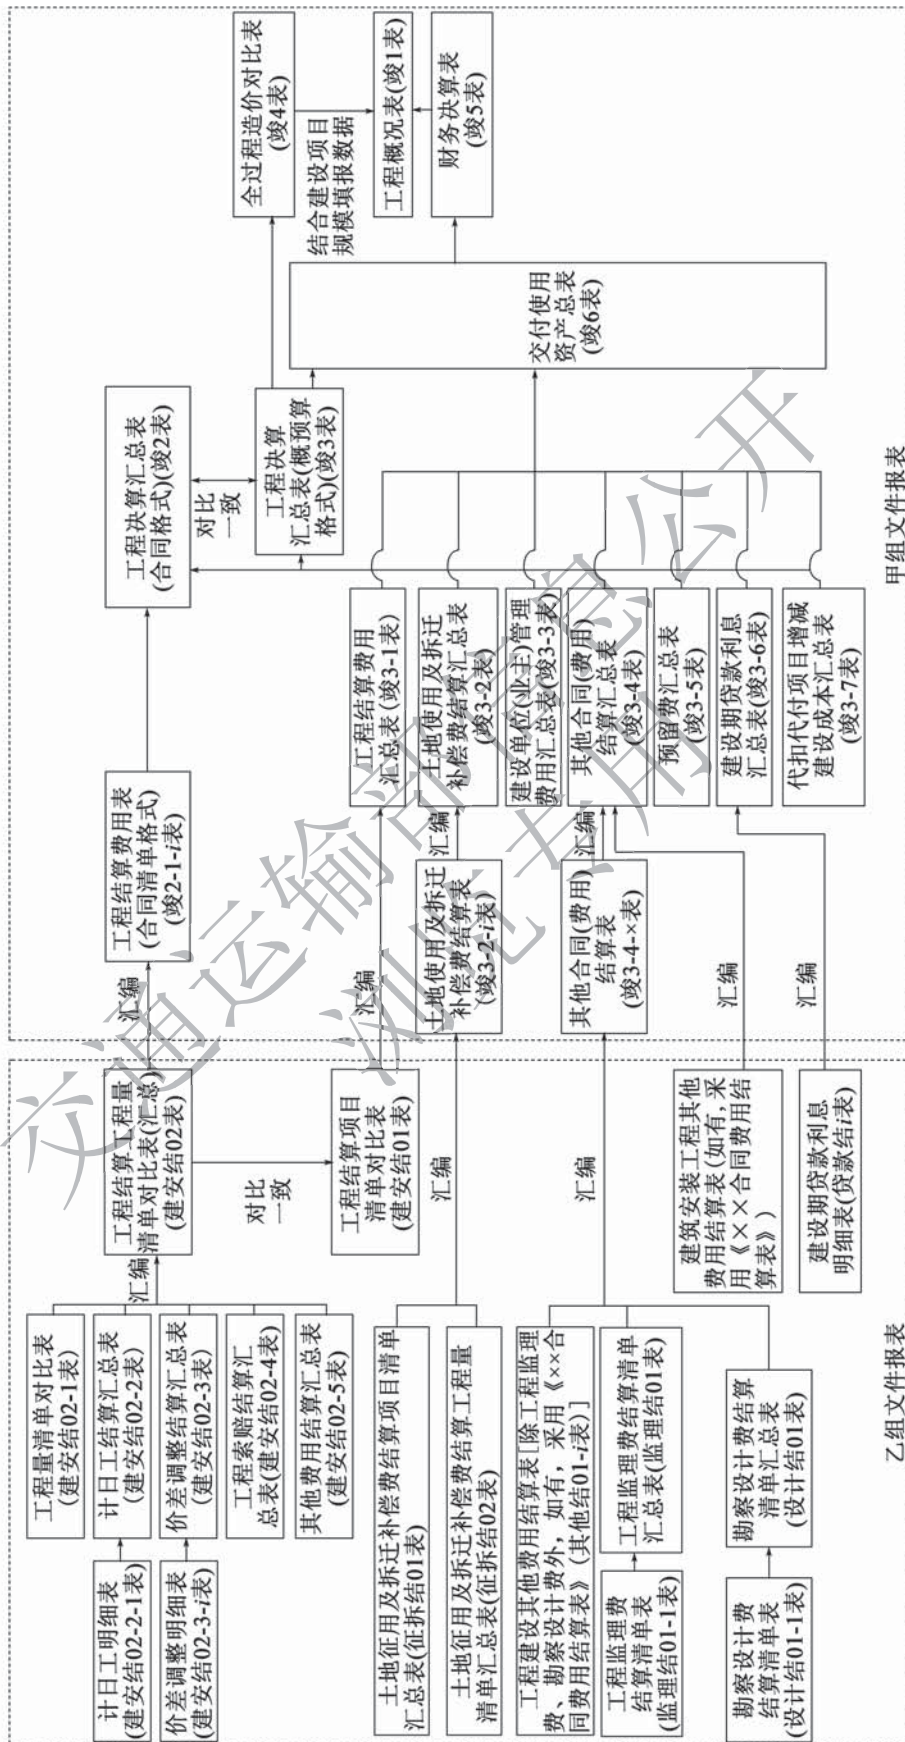 计日工明细表
(建安结02-2-1表)
价差调整明细表
(建安结02-3-i表)
工程量清单对比表
(建安结02-1表)
计日工结算汇总表
(建安结02-2表)
价差调整结算汇总表
(建安结02-3表)
工程索赔结算汇
总表(建安结02-4表)
其他费用结算汇总表
(建安结02-5表)
汇编
工程结算工程量
清单对比表(汇总)
(建安结02表)
对比
一致
工程结算项目
清单对比表
(建安结01表)
汇编
工程结算费用表
(合同清单格式)
(竣2-1-i表)
工程决算汇总表
(合同格式)(竣2表)
对比
一致
工程决算
汇总表(概预算
格式)(竣3表)
全过程造价对比表
(竣4表)
结合建设项目
规模填报数据
工程概况表(竣1表)
财务决算表
(竣5表)
交付使用
资产总表
(竣6表)
汇编
工程结算费用
汇总表(竣3-1表)
土地征用及拆迁补偿费结算项目清单
汇总表(征拆结01表)
土地征用及拆迁补偿费结算工程量
清单汇总表(征拆结02表)
汇编
土地使用及拆迁
补偿费结算表
(竣3-2-i表)
汇编
土地使用及拆迁
补偿费结算汇总表
(竣3-2表)
建设单位(业主)管理
费用汇总表(竣3-3表)
工程建设其他费用结算表[除工程监理
费、勘察设计费外，如有，采用《××合
同费用结算表》(其他结01-i表)]
工程监理费
结算清单表
(监理结01-1表)
工程监理费结算清单
汇总表(监理结01表)
勘察设计费
结算清单表
(设计结01-1表)
勘察设计费结算
清单汇总表
(设计结01表)
汇编
其他合同(费用)
结算表
(竣3-4-×表)
汇编
其他合同(费用)
结算汇总表
(竣3-4表)
预留费汇总表
(竣3-5表)
建筑安装工程其他
费用结算表(如有,采
用《××合同费用结
算表》)
汇编
建设期贷款利息
明细表(贷款结i表)
汇编
建设期贷款利息
汇总表(竣3-6表)
代扣代付项目增减
建设成本汇总表
(竣3-7表)
乙组文件报表
甲组文件报表
交通运输部信息公开
浏览专用